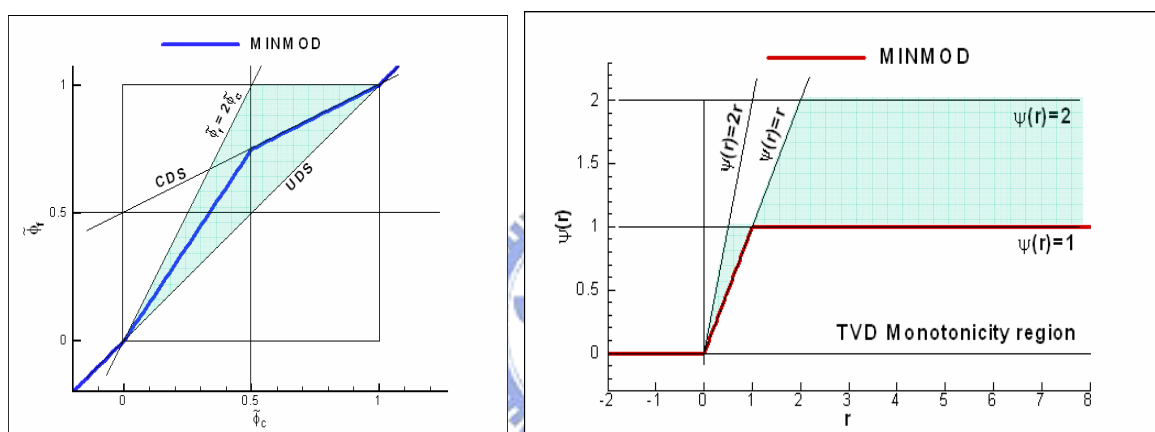 MINMOD
1
0.5
0
0
0.5
1
φ̃f
φ̃c
φ̃f = 2φ̃c
CDS
UDS
MINMOD
2
1.5
1
0.5
0
-2
-1
0
1
2
3
4
5
6
7
8
ψ(r)
r
ψ(r)=2r
ψ(r)=r
ψ(r)=2
ψ(r)=1
TVD Monotonicity region